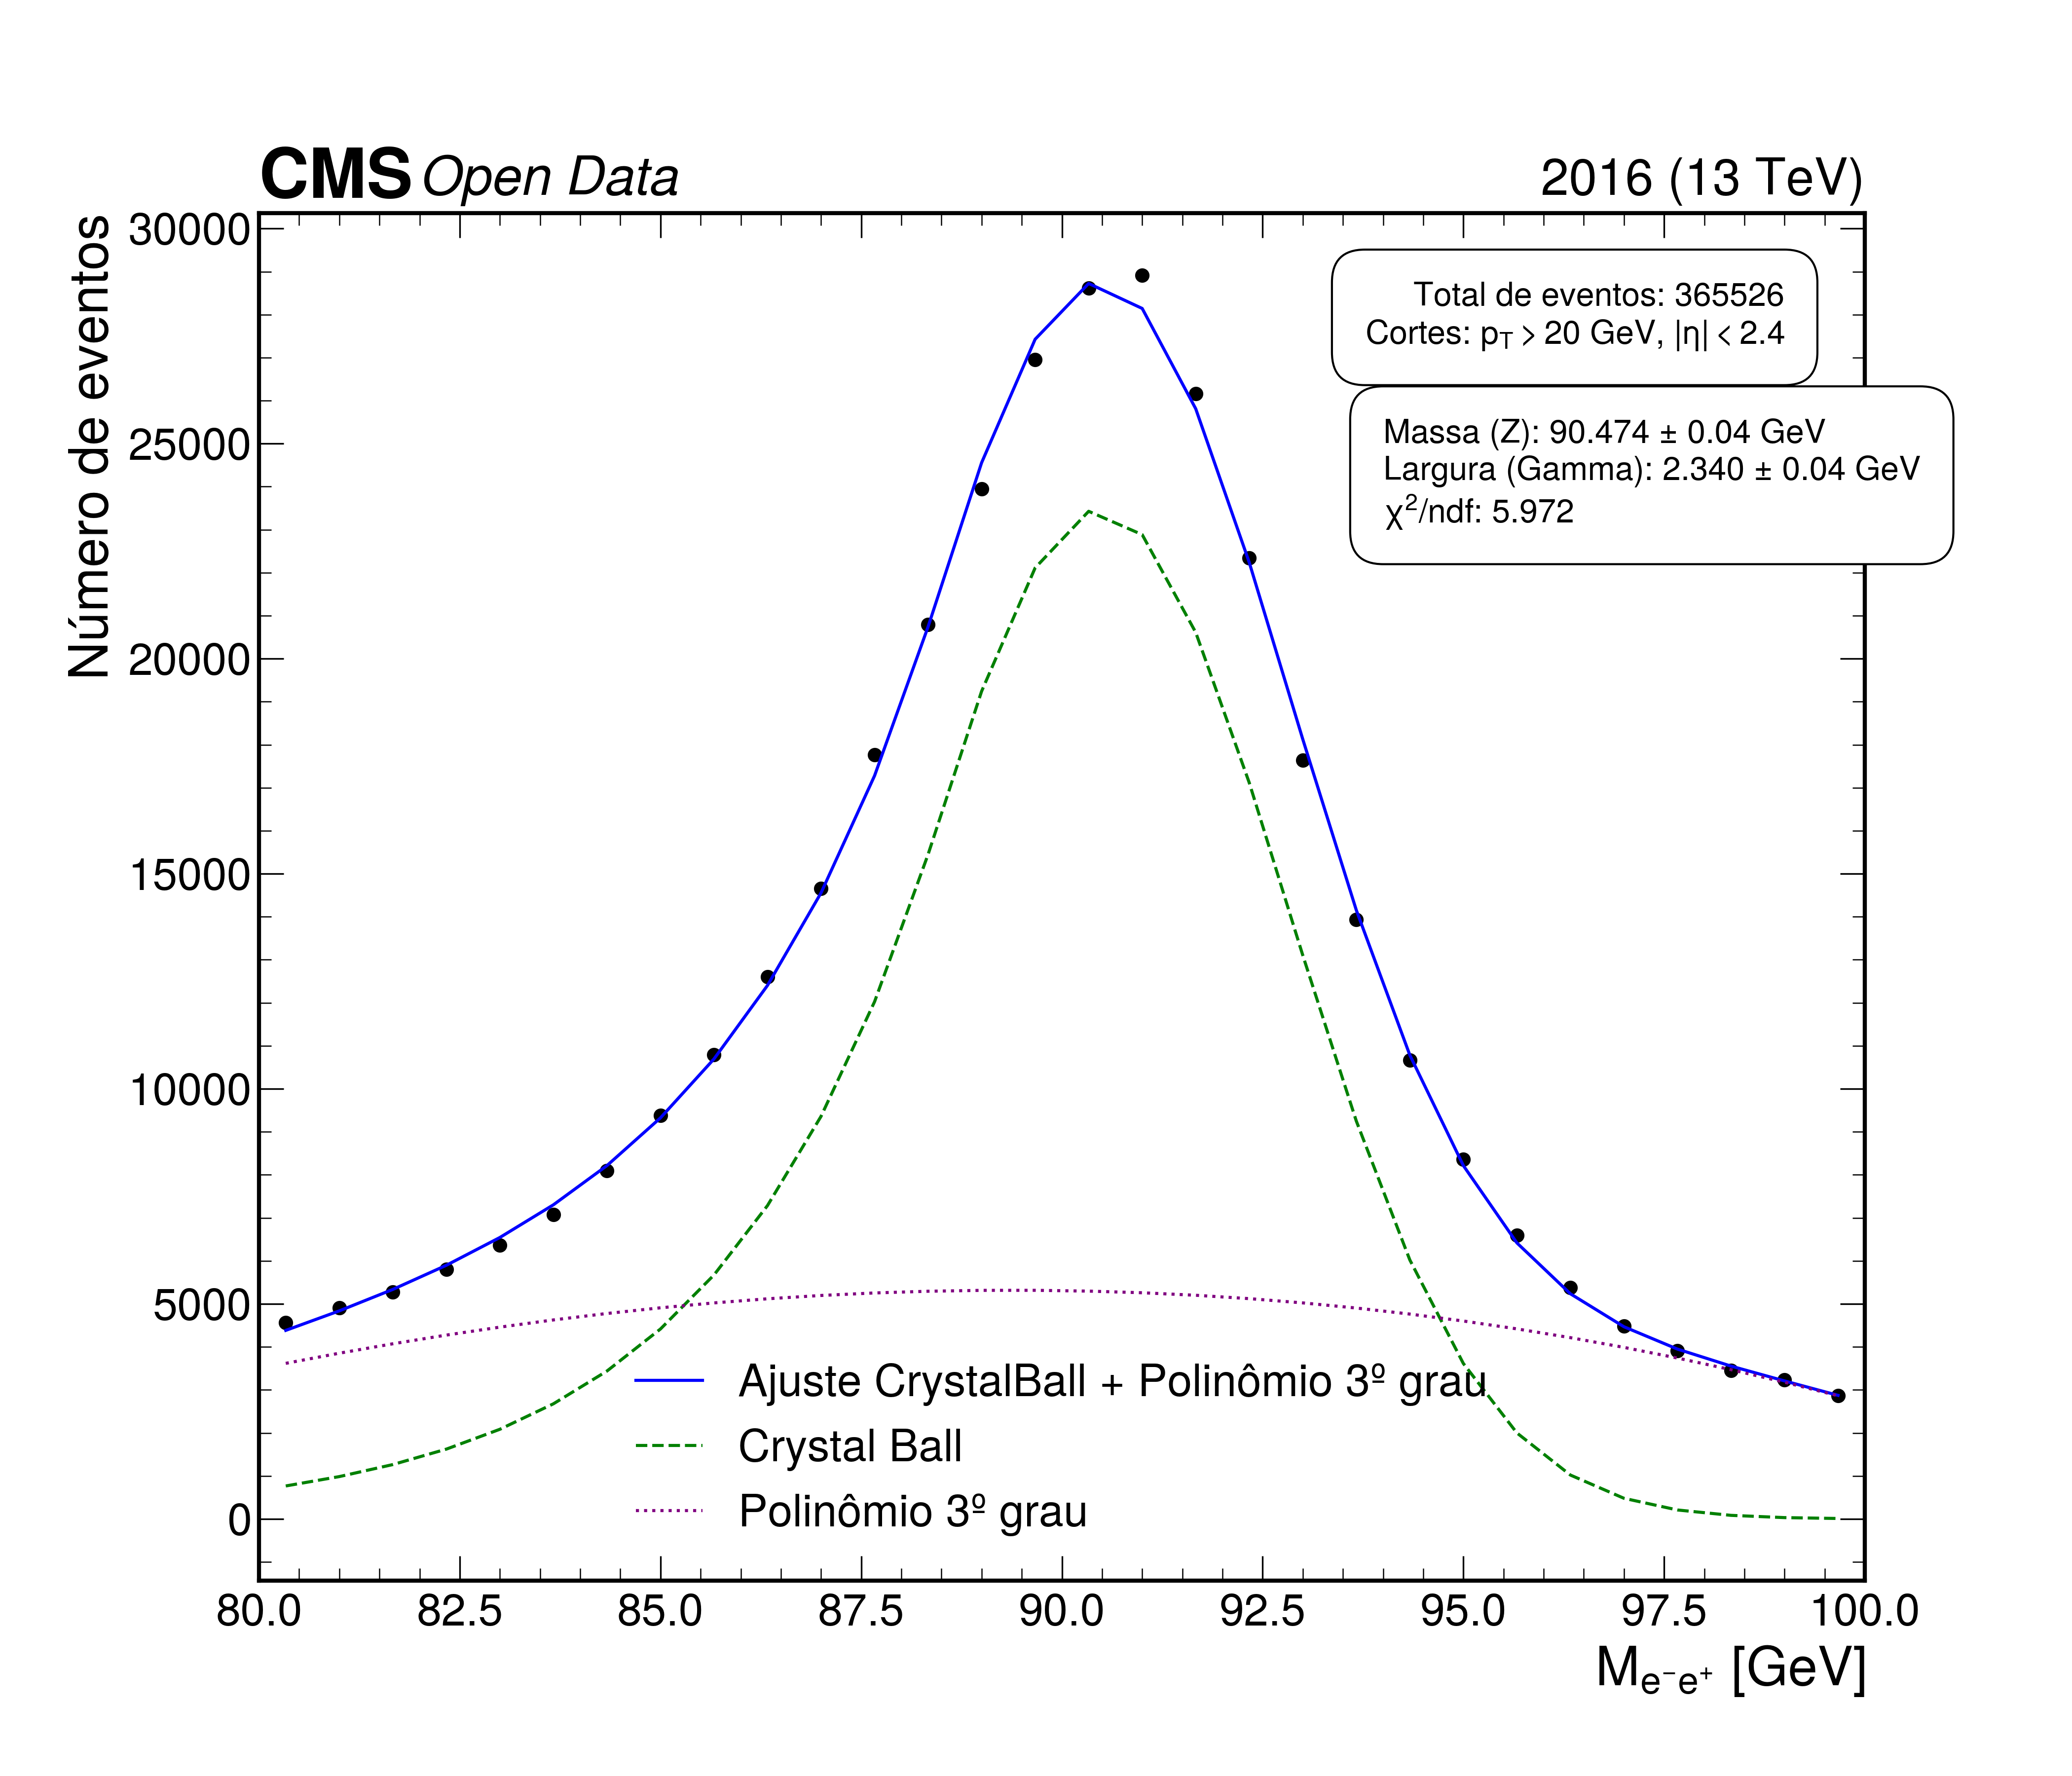 CMS Open Data
2016 (13 TeV)
Número de eventos
30000
25000
20000
15000
10000
5000
0
Total de eventos: 365526
Cortes: p_T > 20 GeV, |η| < 2.4
Massa (Z): 90.474 ± 0.04 GeV
Largura (Gamma): 2.340 ± 0.04 GeV
χ²/ndf: 5.972
Ajuste CrystalBall + Polinômio 3º grau
Crystal Ball
Polinômio 3º grau
80.0 82.5 85.0 87.5 90.0 92.5 95.0 97.5 100.0
M_e⁻e⁺ [GeV]